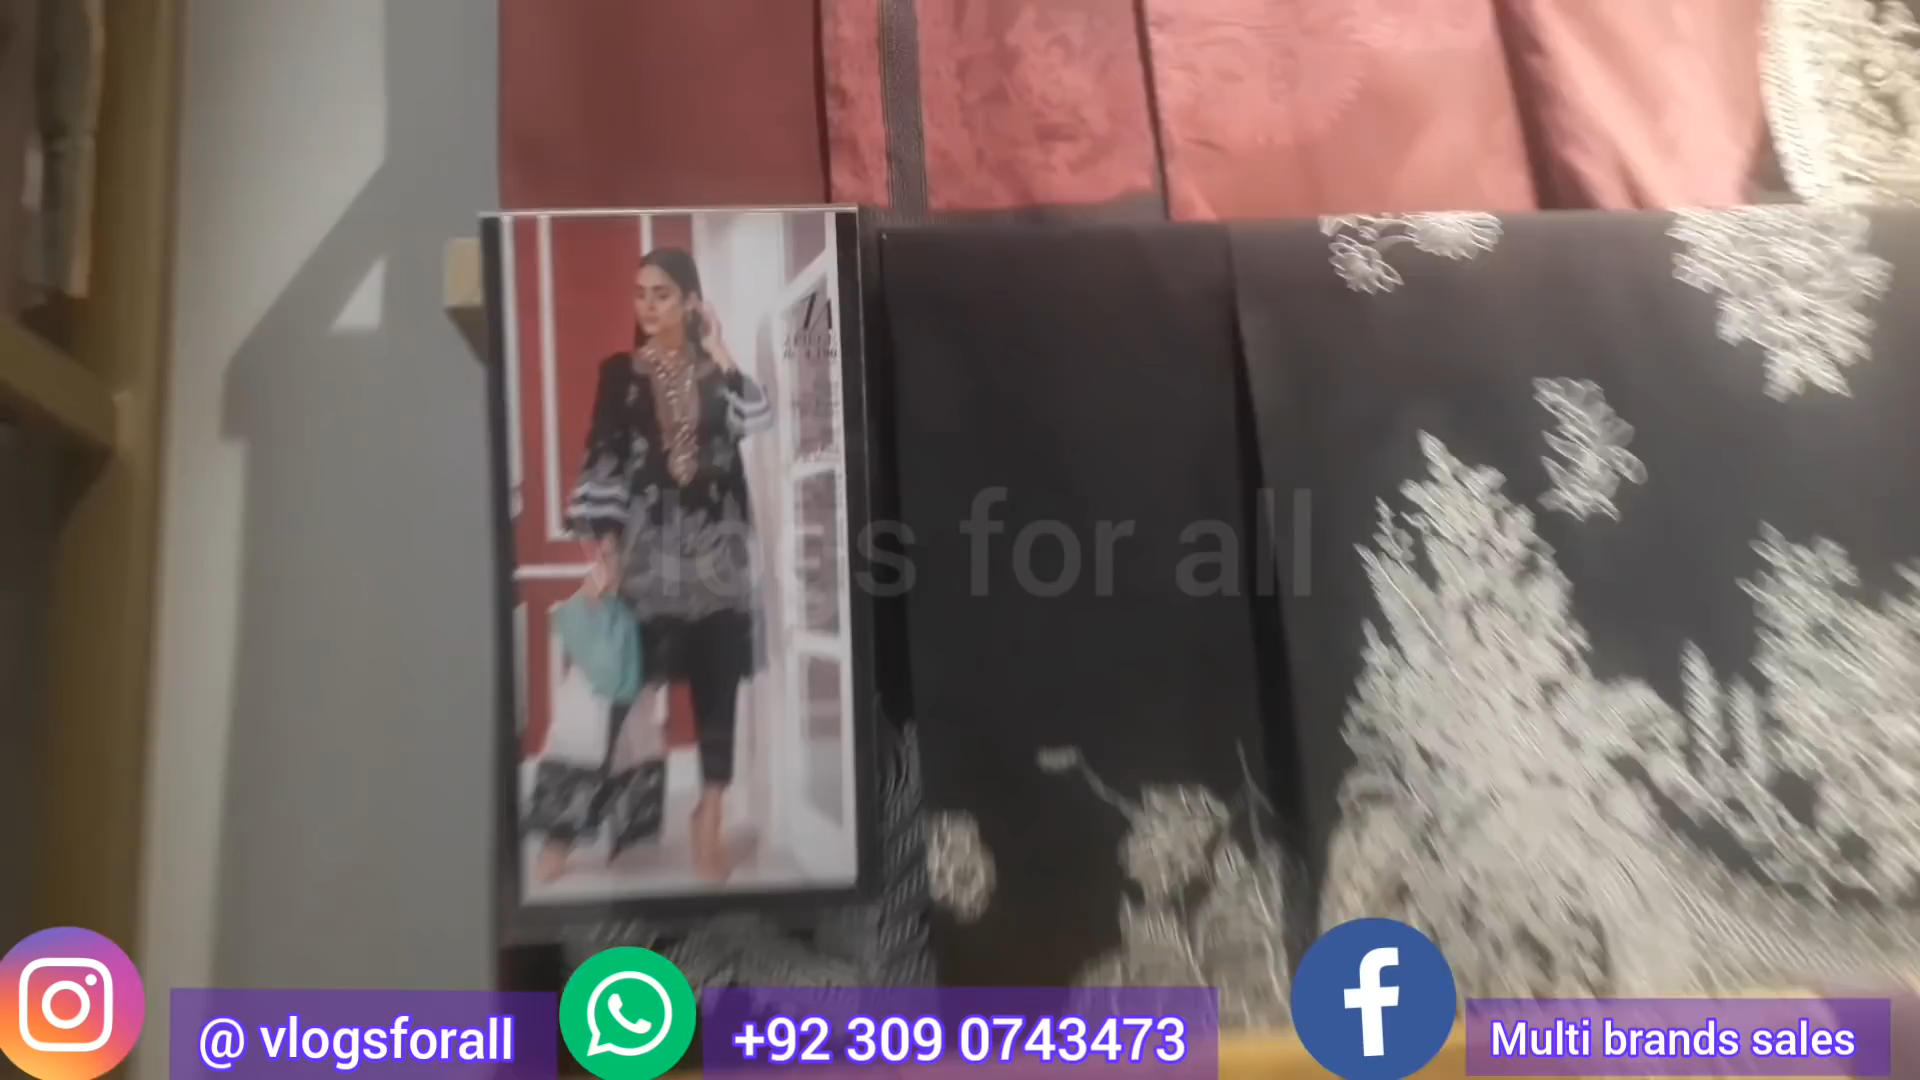 vlogs for all
@ vlogsforall
+92 309 0743473
Multi brands sales